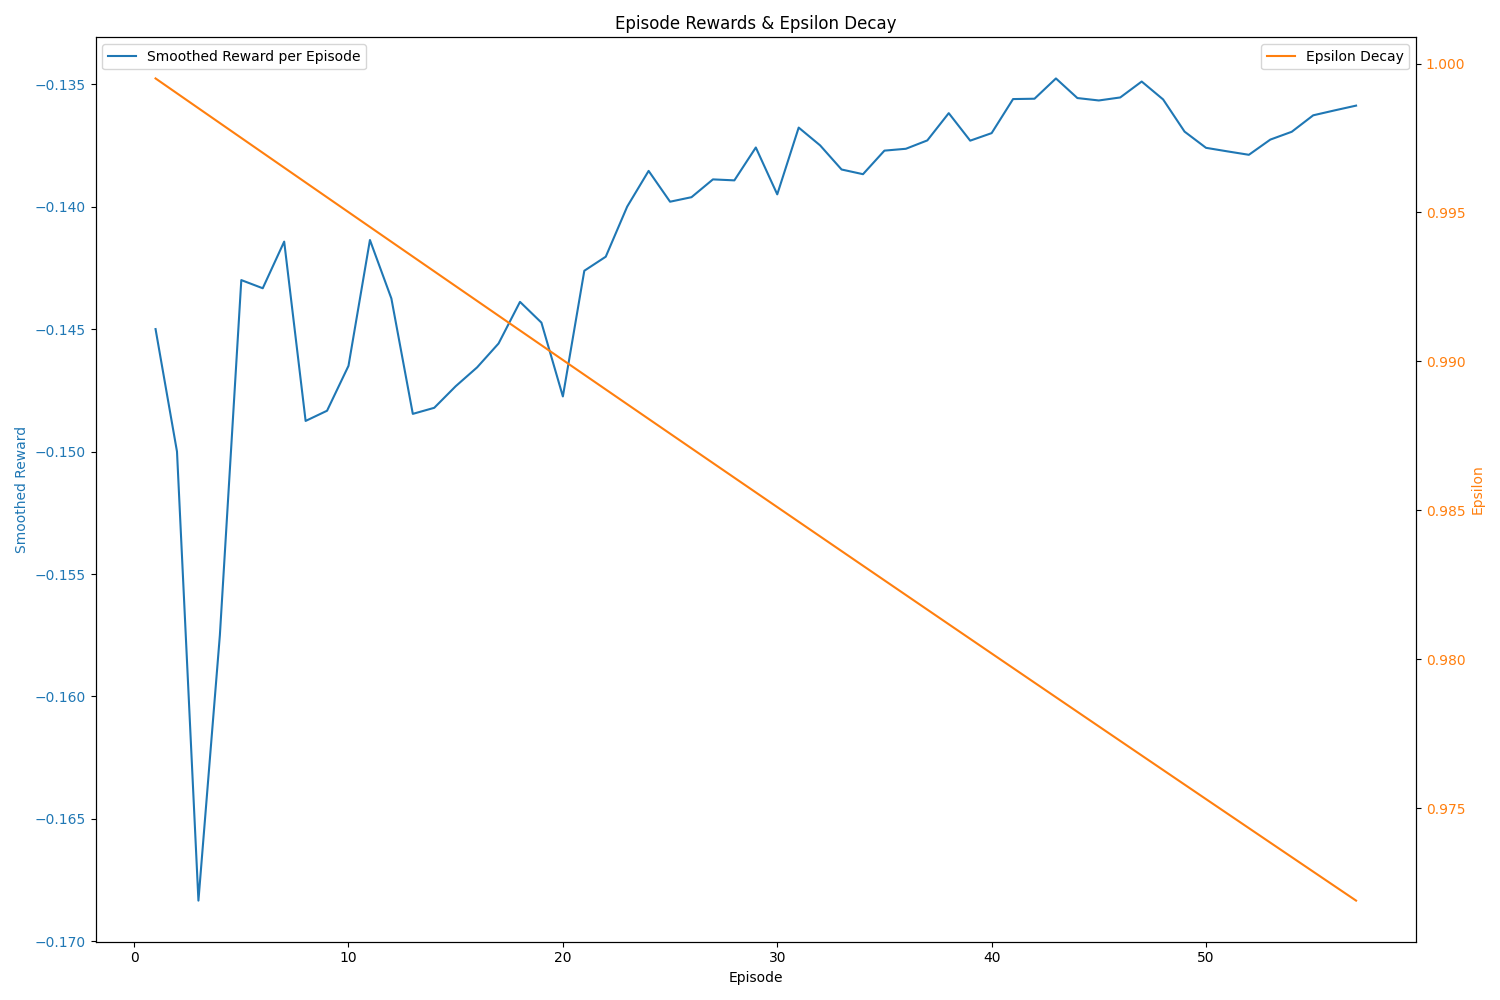 Episode Rewards & Epsilon Decay
Smoothed Reward per Episode
Epsilon Decay
−0.135
−0.140
−0.145
−0.150
−0.155
−0.160
−0.165
−0.170
Smoothed Reward
1.000
0.995
0.990
0.985
0.980
0.975
Epsilon
0 10 20 30 40 50
Episode